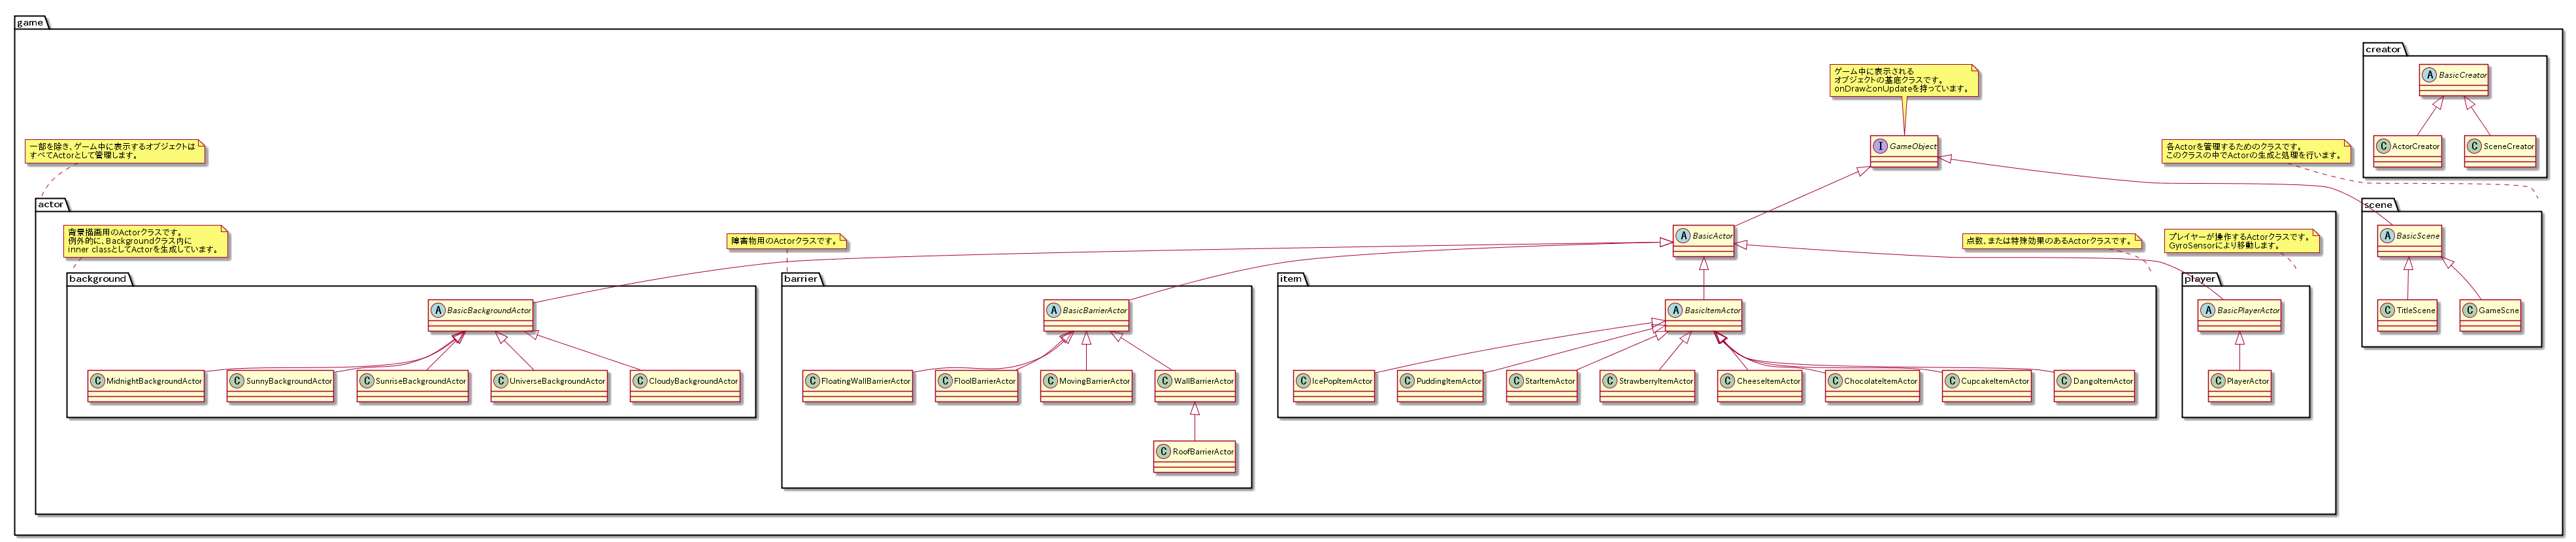 game
creator
A BasicCreator
C ActorCreator
C SceneCreator
ゲーム中に表示される
オブジェクトの基底クラスです。
onDrawとonUpdateを持っています。
I GameObject
一部を除き、ゲーム中に表示するオブジェクトは
すべてActorとして管理します。
各Actorを管理するためのクラスです。
このクラスの中でActorの生成と処理を行います。
actor
scene
背景描画用のActorクラスです。
例外的に、Backgroundクラス内に
inner classとしてActorを生成しています。
障害物用のActorクラスです。
A BasicActor
点数、または特殊効果のあるActorクラスです。
プレイヤーが操作するActorクラスです。
GyroSensorにより移動します。
A BasicScene
background
barrier
item
player
A BasicBackgroundActor
A BasicBarrierActor
A BasicItemActor
A BasicPlayerActor
C TitleScene
C GameScne
C MidnightBackgroundActor
C SunnyBackgroundActor
C SunriseBackgroundActor
C UniverseBackgroundActor
C CloudyBackgroundActor
C FloatingWallBarrierActor
C FloolBarrierActor
C MovingBarrierActor
C WallBarrierActor
C IcePopItemActor
C PuddingItemActor
C StarItemActor
C StrawberryItemActor
C CheeseItemActor
C ChocolateItemActor
C CupcakeItemActor
C DangoItemActor
C PlayerActor
C RoofBarrierActor